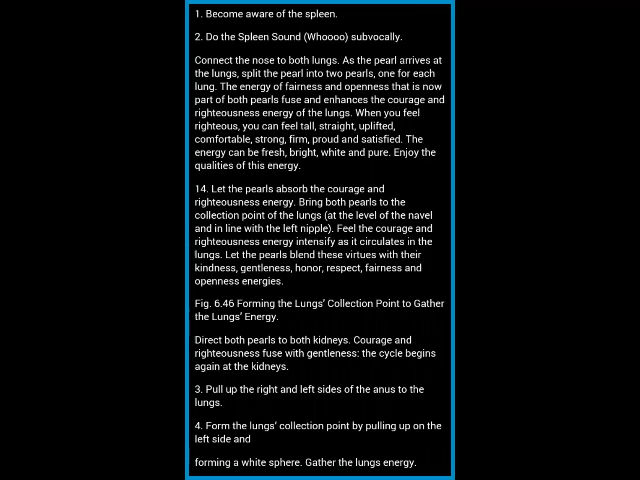 1. Become aware of the spleen.
2. Do the Spleen Sound (Whoooo) subvocally.
Connect the nose to both lungs. As the pearl arrives at
the lungs, split the pearl into two pearls, one for each
lung. The energy of fairness and openness that is now
part of both pearls fuse and enhances the courage and
righteousness energy of the lungs. When you feel
righteous, you can feel tall, straight, uplifted,
comfortable, strong, firm, proud and satisfied. The
energy can be fresh, bright, white and pure. Enjoy the
qualities of this energy.
14. Let the pearls absorb the courage and
righteousness energy. Bring both pearls to the
collection point of the lungs (at the level of the navel
and in line with the left nipple). Feel the courage and
righteousness energy intensify as it circulates in the
lungs. Let the pearls blend these virtues with their
kindness, gentleness, honor, respect, fairness and
openness energies.
Fig. 6.46 Forming the Lungs' Collection Point to Gather
the Lungs' Energy.
Direct both pearls to both kidneys. Courage and
righteousness fuse with gentleness: the cycle begins
again at the kidneys.
3. Pull up the right and left sides of the anus to the
lungs.
4. Form the lungs' collection point by pulling up on the
left side and
forming a white sphere. Gather the lungs energy.